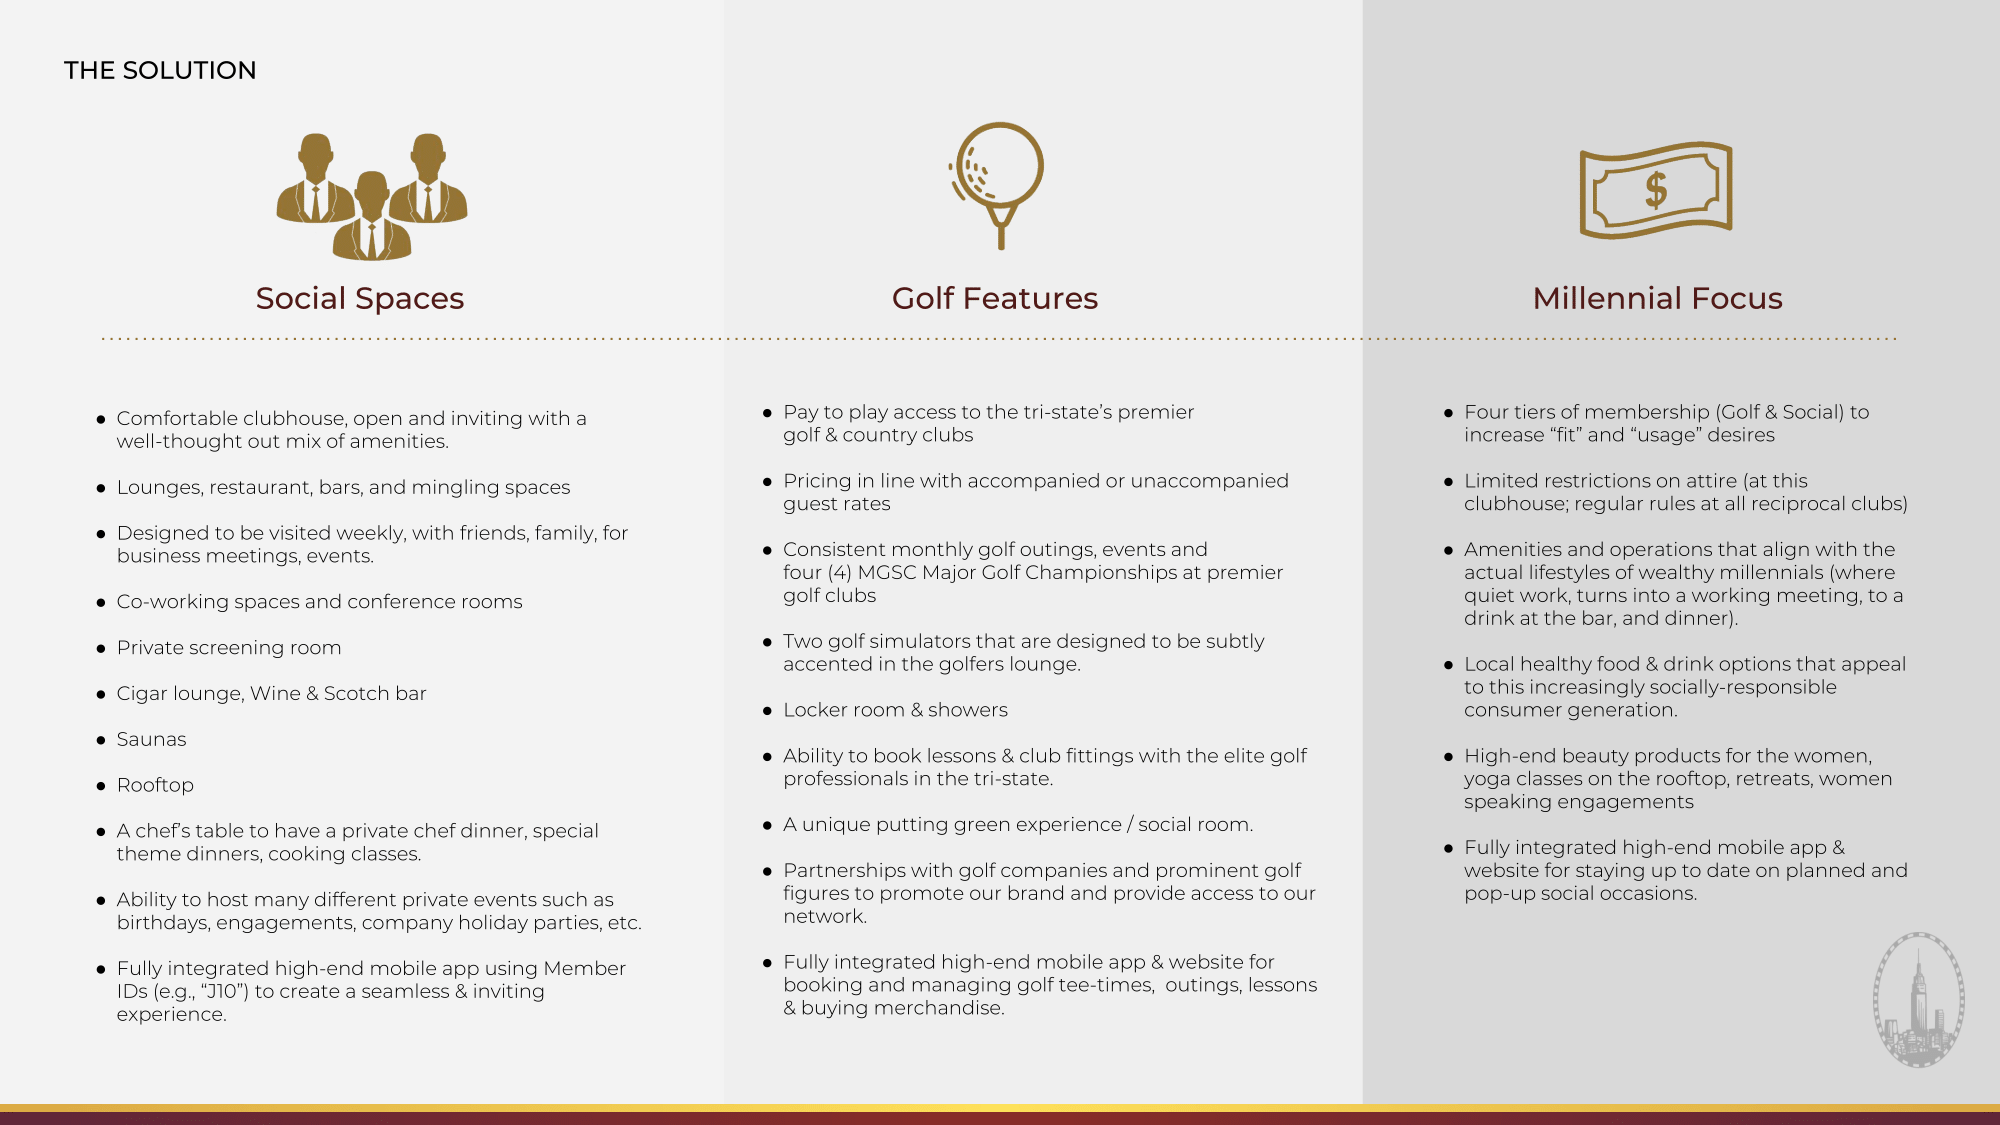 THE SOLUTION
Social Spaces
● Comfortable clubhouse, open and inviting with a
well-thought out mix of amenities.
● Lounges, restaurant, bars, and mingling spaces
● Designed to be visited weekly, with friends, family, for
business meetings, events.
● Co-working spaces and conference rooms
● Private screening room
● Cigar lounge, Wine & Scotch bar
● Saunas
● Rooftop
● A chef’s table to have a private chef dinner, special
theme dinners, cooking classes.
● Ability to host many different private events such as
birthdays, engagements, company holiday parties, etc.
● Fully integrated high-end mobile app using Member
IDs (e.g., “J10”) to create a seamless & inviting
experience.
Golf Features
● Pay to play access to the tri-state’s premier
golf & country clubs
● Pricing in line with accompanied or unaccompanied
guest rates
● Consistent monthly golf outings, events and
four (4) MGSC Major Golf Championships at premier
golf clubs
● Two golf simulators that are designed to be subtly
accented in the golfers lounge.
● Locker room & showers
● Ability to book lessons & club fittings with the elite golf
professionals in the tri-state.
● A unique putting green experience / social room.
● Partnerships with golf companies and prominent golf
figures to promote our brand and provide access to our
network.
● Fully integrated high-end mobile app & website for
booking and managing golf tee-times,  outings, lessons
& buying merchandise.
$
Millennial Focus
● Four tiers of membership (Golf & Social) to
increase “fit” and “usage” desires
● Limited restrictions on attire (at this
clubhouse; regular rules at all reciprocal clubs)
● Amenities and operations that align with the
actual lifestyles of wealthy millennials (where
quiet work, turns into a working meeting, to a
drink at the bar, and dinner).
● Local healthy food & drink options that appeal
to this increasingly socially-responsible
consumer generation.
● High-end beauty products for the women,
yoga classes on the rooftop, retreats, women
speaking engagements
● Fully integrated high-end mobile app &
website for staying up to date on planned and
pop-up social occasions.